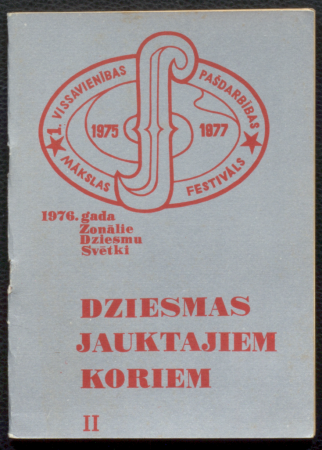 1. VISSAVIENĪBAS PAŠDARBĪBAS
1975 1977
MĀKSLAS FESTIVĀLS
1976. gada
Zonālie
Dziesmu
Svētki
DZIESMAS
JAUKTAJIEM
KORIEM
II